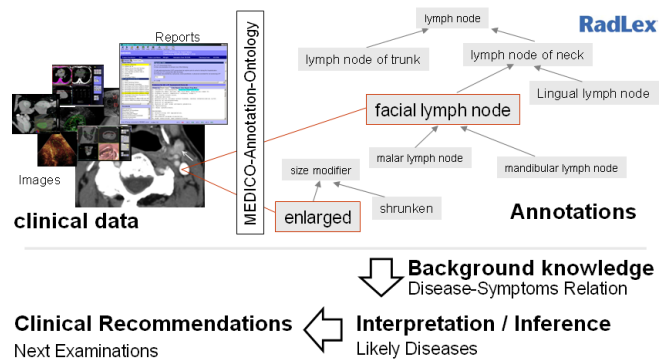 lymph node
RadLex
Reports
lymph node of trunk
lymph node of neck
Lingual lymph node
MEDICO-Annotation-Ontology
facial lymph node
malar lymph node
mandibular lymph node
size modifier
Images
shrunken
enlarged
clinical data
Annotations
Background knowledge
Disease-Symptoms Relation
Clinical Recommendations
Next Examinations
Interpretation / Inference
Likely Diseases